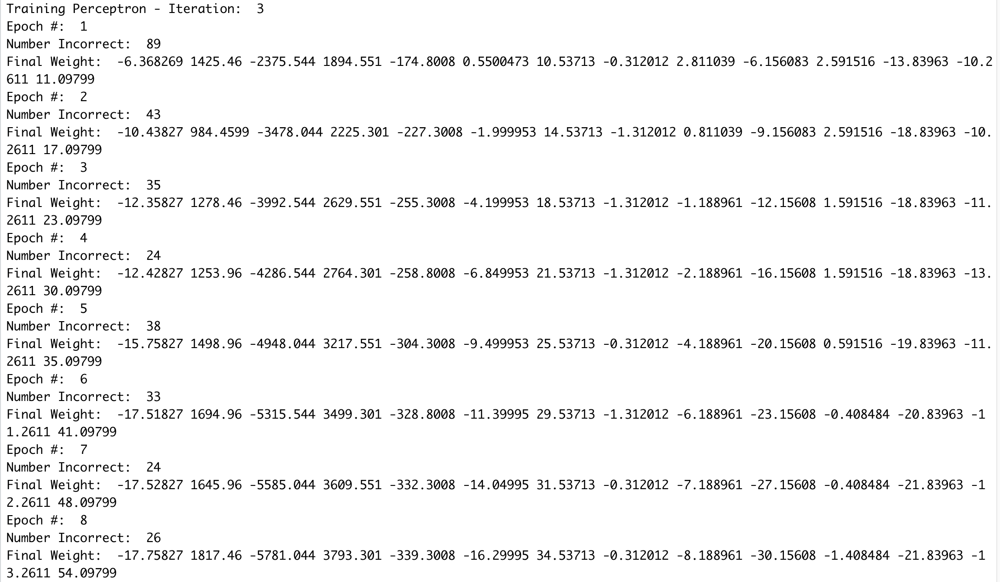 Training Perceptron - Iteration:  3
Epoch #:  1
Number Incorrect:  89
Final Weight:  -6.368269 1425.46 -2375.544 1894.551 -174.8008 0.5500473 10.53713 -0.312012 2.811039 -6.156083 2.591516 -13.83963 -10.2
611 11.09799
Epoch #:  2
Number Incorrect:  43
Final Weight:  -10.43827 984.4599 -3478.044 2225.301 -227.3008 -1.999953 14.53713 -1.312012 0.811039 -9.156083 2.591516 -18.83963 -10.
2611 17.09799
Epoch #:  3
Number Incorrect:  35
Final Weight:  -12.35827 1278.46 -3992.544 2629.551 -255.3008 -4.199953 18.53713 -1.312012 -1.188961 -12.15608 1.591516 -18.83963 -11.
2611 23.09799
Epoch #:  4
Number Incorrect:  24
Final Weight:  -12.42827 1253.96 -4286.544 2764.301 -258.8008 -6.849953 21.53713 -1.312012 -2.188961 -16.15608 1.591516 -18.83963 -13.
2611 30.09799
Epoch #:  5
Number Incorrect:  38
Final Weight:  -15.75827 1498.96 -4948.044 3217.551 -304.3008 -9.499953 25.53713 -0.312012 -4.188961 -20.15608 0.591516 -19.83963 -11.
2611 35.09799
Epoch #:  6
Number Incorrect:  33
Final Weight:  -17.51827 1694.96 -5315.544 3499.301 -328.8008 -11.39995 29.53713 -1.312012 -6.188961 -23.15608 -0.408484 -20.83963 -1
1.2611 41.09799
Epoch #:  7
Number Incorrect:  24
Final Weight:  -17.52827 1645.96 -5585.044 3609.551 -332.3008 -14.04995 31.53713 -0.312012 -7.188961 -27.15608 -0.408484 -21.83963 -1
2.2611 48.09799
Epoch #:  8
Number Incorrect:  26
Final Weight:  -17.75827 1817.46 -5781.044 3793.301 -339.3008 -16.29995 34.53713 -0.312012 -8.188961 -30.15608 -1.408484 -21.83963 -1
3.2611 54.09799